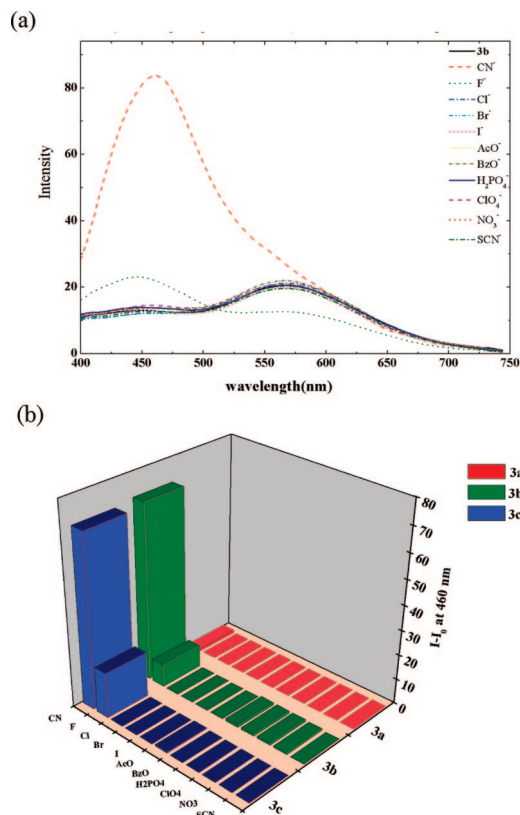 (a)
80
60
40
20
0
Intensity
400 450 500 550 600 650 700 750
wavelength(nm)
3b
CN⁻
F⁻
Cl⁻
Br⁻
I⁻
AcO⁻
BzO⁻
H₂PO₄⁻
ClO₄⁻
NO₃⁻
SCN⁻
(b)
3a
3b
3c
80
70
60
50
40
30
20
10
0
I-I₀ at 460 nm
CN
F
Cl
Br
I
AcO
BzO
H2PO4
ClO4
NO3
SCN
3a
3b
3c